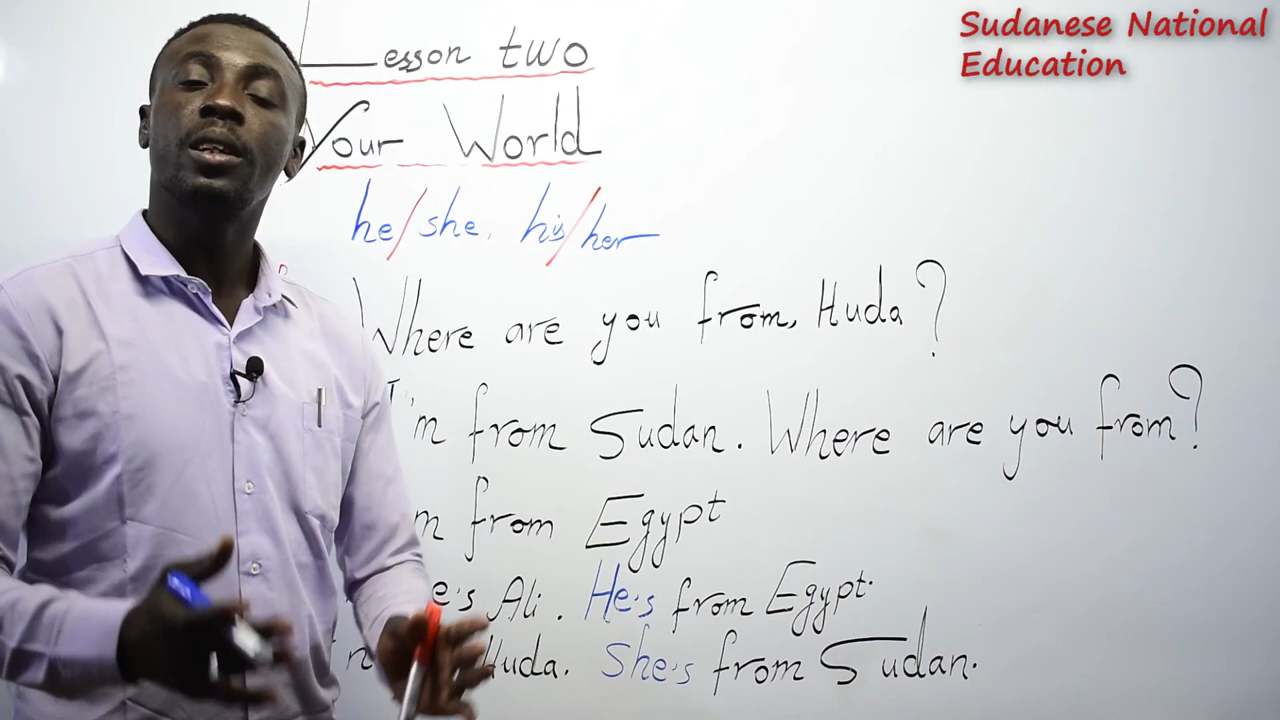 Sudanese National
Education
Lesson two
Your World
he/she, his/her
Where are you from, Huda?
I'm from Sudan. Where are you from?
from Egypt
Ali. He's from Egypt.
Huda. She's from Sudan.